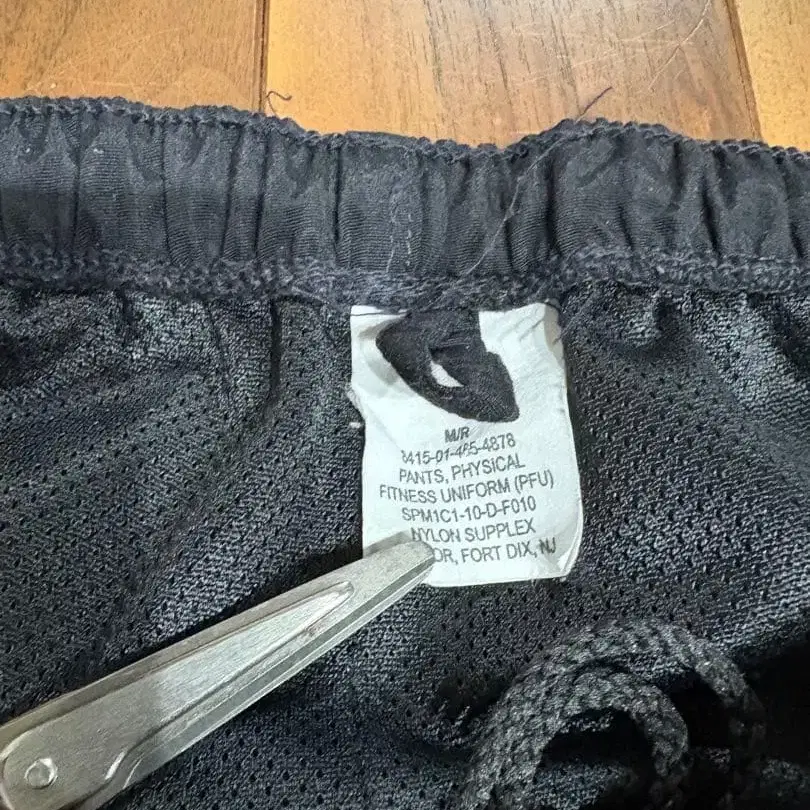 M/R
8415-01-465-4878
PANTS, PHYSICAL
FITNESS UNIFORM (PFU)
SPM1C1-10-D-F010
NYLON SUPPLEX
FORT DIX, NJ